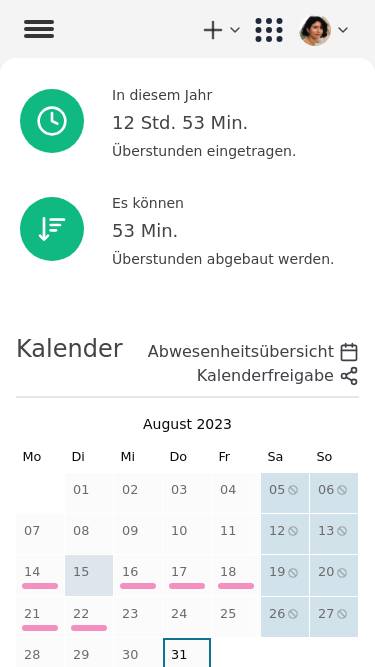 In diesem Jahr
12 Std. 53 Min.
Überstunden eingetragen.
Es können
53 Min.
Überstunden abgebaut werden.
Kalender
Abwesenheitsübersicht
Kalenderfreigabe
August 2023
Mo Di Mi Do Fr Sa So
01 02 03 04 05 06
07 08 09 10 11 12 13
14 15 16 17 18 19 20
21 22 23 24 25 26 27
28 29 30 31